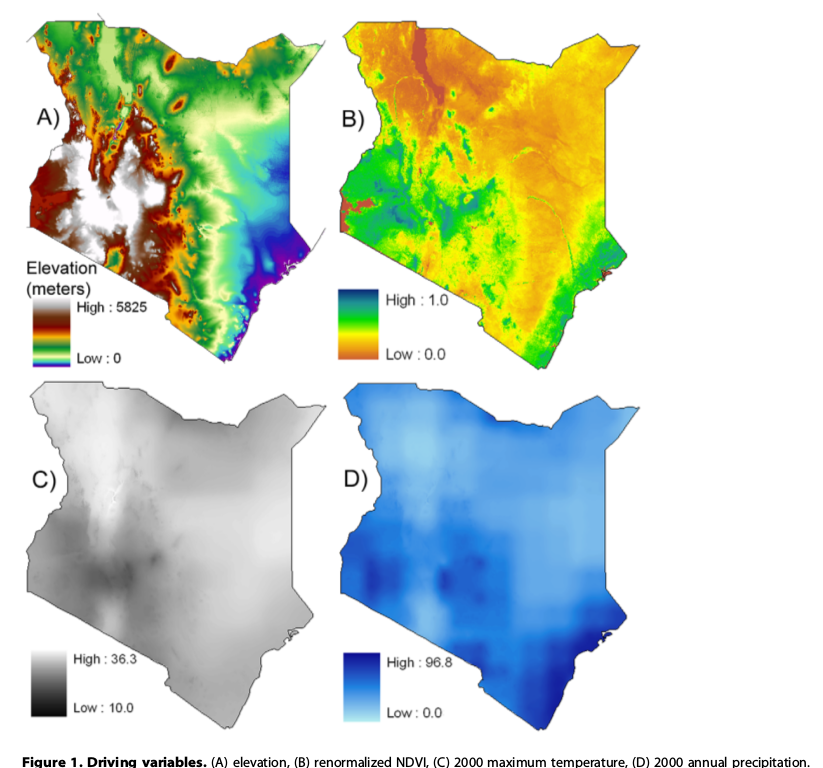 A)
B)
Elevation
(meters)
High : 5825
Low : 0
High : 1.0
Low : 0.0
C)
D)
High : 36.3
Low : 10.0
High : 96.8
Low : 0.0
Figure 1. Driving variables. (A) elevation, (B) renormalized NDVI, (C) 2000 maximum temperature, (D) 2000 annual precipitation.